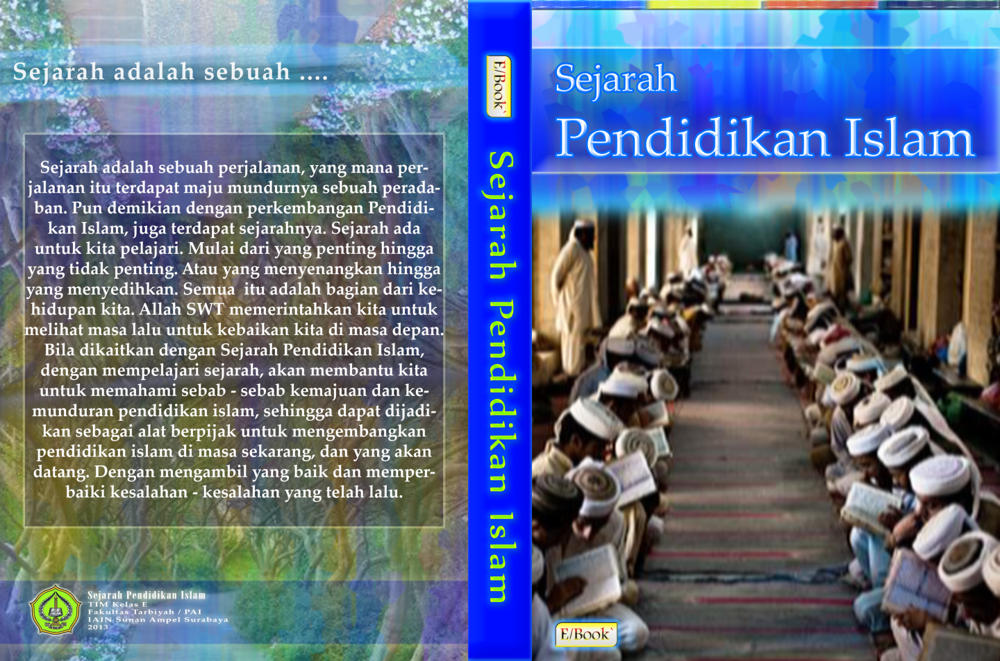 Sejarah adalah sebuah ....
Sejarah adalah sebuah perjalanan, yang mana per-
jalanan itu terdapat maju mundurnya sebuah perada-
ban. Pun demikian dengan perkembangan Pendidi-
kan Islam, juga terdapat sejarahnya. Sejarah ada
untuk kita pelajari. Mulai dari yang penting hingga
yang tidak penting. Atau yang menyenangkan hingga
yang menyedihkan. Semua  itu adalah bagian dari ke-
hidupan kita. Allah SWT memerintahkan kita untuk
melihat masa lalu untuk kebaikan kita di masa depan.
Bila dikaitkan dengan Sejarah Pendidikan Islam,
dengan mempelajari sejarah, akan membantu kita
untuk memahami sebab - sebab kemajuan dan ke-
munduran pendidikan islam, sehingga dapat dijadi-
kan sebagai alat berpijak untuk mengembangkan
pendidikan islam di masa sekarang, dan yang akan
datang. Dengan mengambil yang baik dan memper-
baiki kesalahan - kesalahan yang telah lalu.
Sejarah Pendidikan Islam
TIM Kelas E
Fakultas Tarbiyah / PAI
IAIN Sunan Ampel Surabaya
2013
E/Book`
Sejarah Pendidikan Islam
Sejarah
Pendidikan Islam
E/Book`